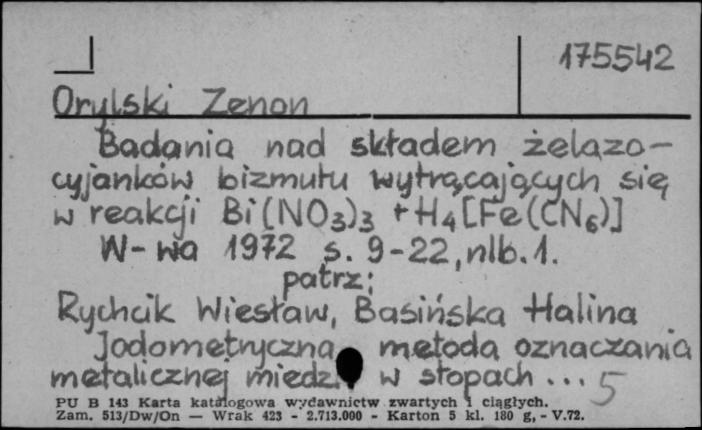 175542
Orylski Zenon
Badania nad składem żelazo-
cyjanków bizmutu wytrącających się
w reakcji Bi(NO₃)₃ + H₄[Fe(CN₆)]
W-wa 1972 s. 9-22, nlb. 1.
patrz:
Rychcik Wiesław, Basińska Halina
Jodometryczna metoda oznaczania
metalicznej miedzi w stopach ... 5
PU B 143 Karta katalogowa wydawnictw zwartych i ciągłych.
Zam. 513/Dw/On — Wrak 423 - 2.713.000 - Karton 5 kl. 180 g, - V.72.